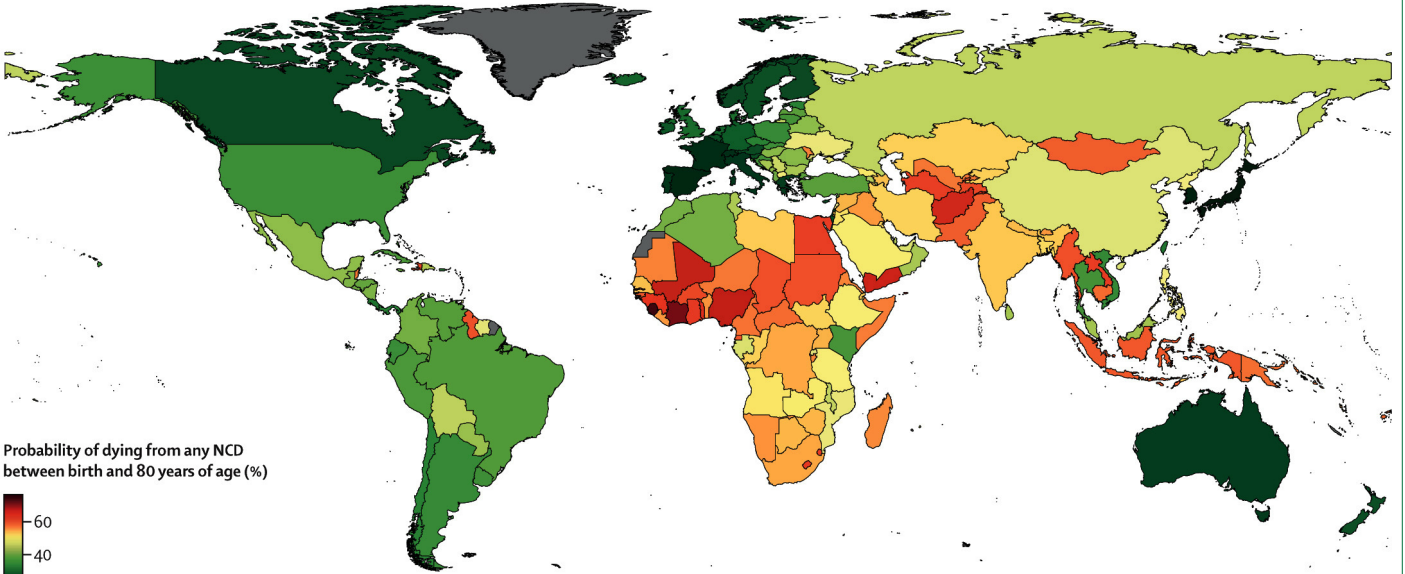 Probability of dying from any NCD
between birth and 80 years of age (%)
60
40